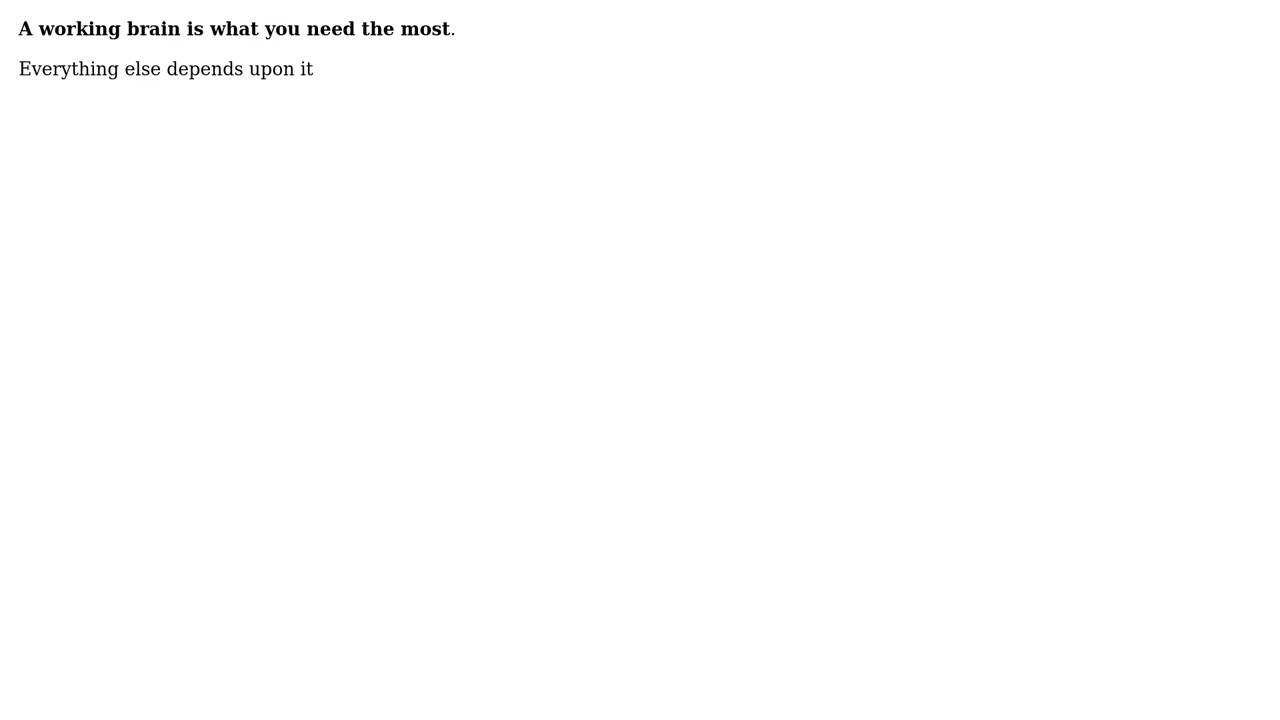 A working brain is what you need the most.
Everything else depends upon it